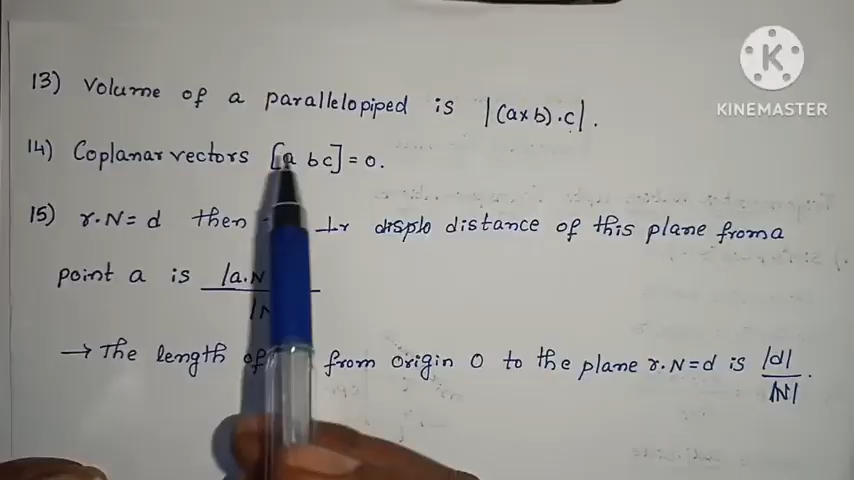 13) Volume of a parallelopiped is |(a×b).c|.
14) Coplanar vectors [a b c] = 0.
15) r.N = d then ⊥r distance of this plane from a
point a is |a.N
→ The length of from origin O to the plane r.N=d is |d|/|N|.
KINEMASTER